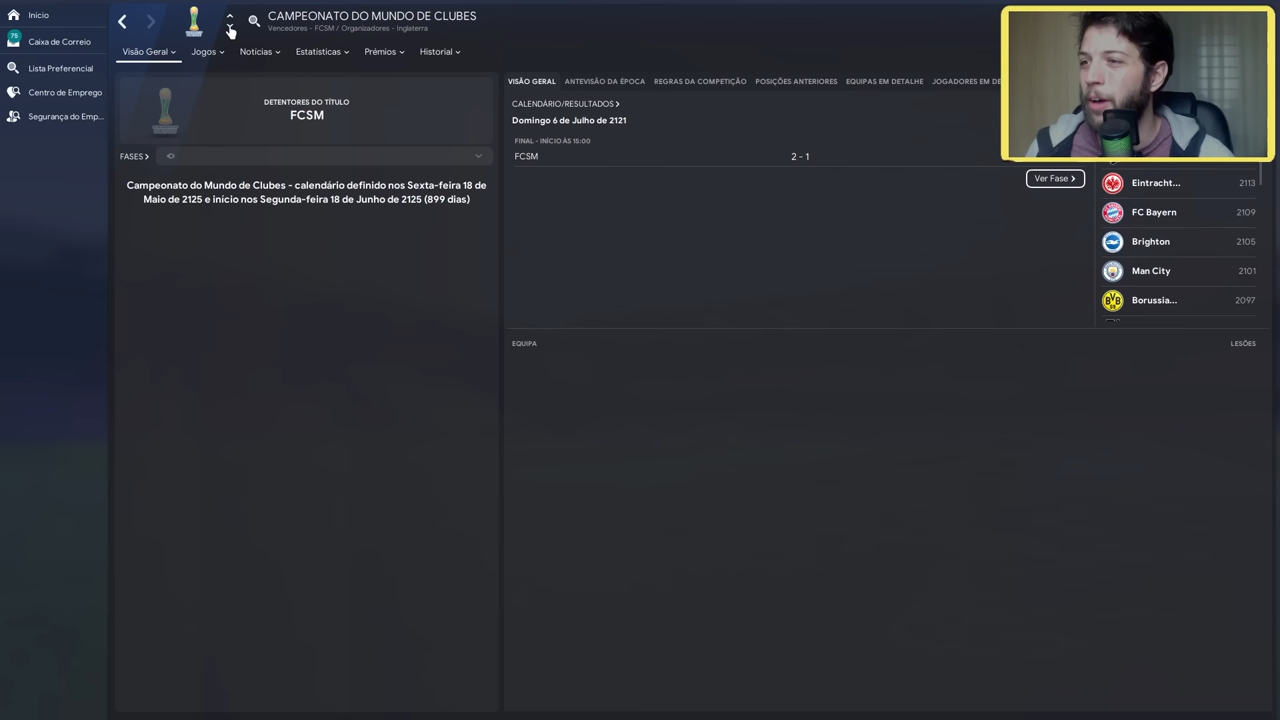 Início
75
Caixa de Correio
Lista Preferencial
Centro de Emprego
Segurança do Emp...
CAMPEONATO DO MUNDO DE CLUBES
Vencedores - FCSM / Organizadores - Inglaterra
Visão Geral
Jogos
Notícias
Estatísticas
Prémios
Historial
DETENTORES DO TÍTULO
FCSM
FASES
Campeonato do Mundo de Clubes - calendário definido nos Sexta-feira 18 de
Maio de 2125 e início nos Segunda-feira 18 de Junho de 2125 (899 dias)
VISÃO GERAL
ANTEVISÃO DA ÉPOCA
REGRAS DA COMPETIÇÃO
POSIÇÕES ANTERIORES
EQUIPAS EM DETALHE
JOGADORES EM DE
CALENDÁRIO/RESULTADOS
Domingo 6 de Julho de 2121
FINAL - INÍCIO ÀS 15:00
FCSM 2 - 1
Ver Fase
Eintracht... 2113
FC Bayern 2109
Brighton 2105
Man City 2101
Borussia... 2097
EQUIPA
LESÕES